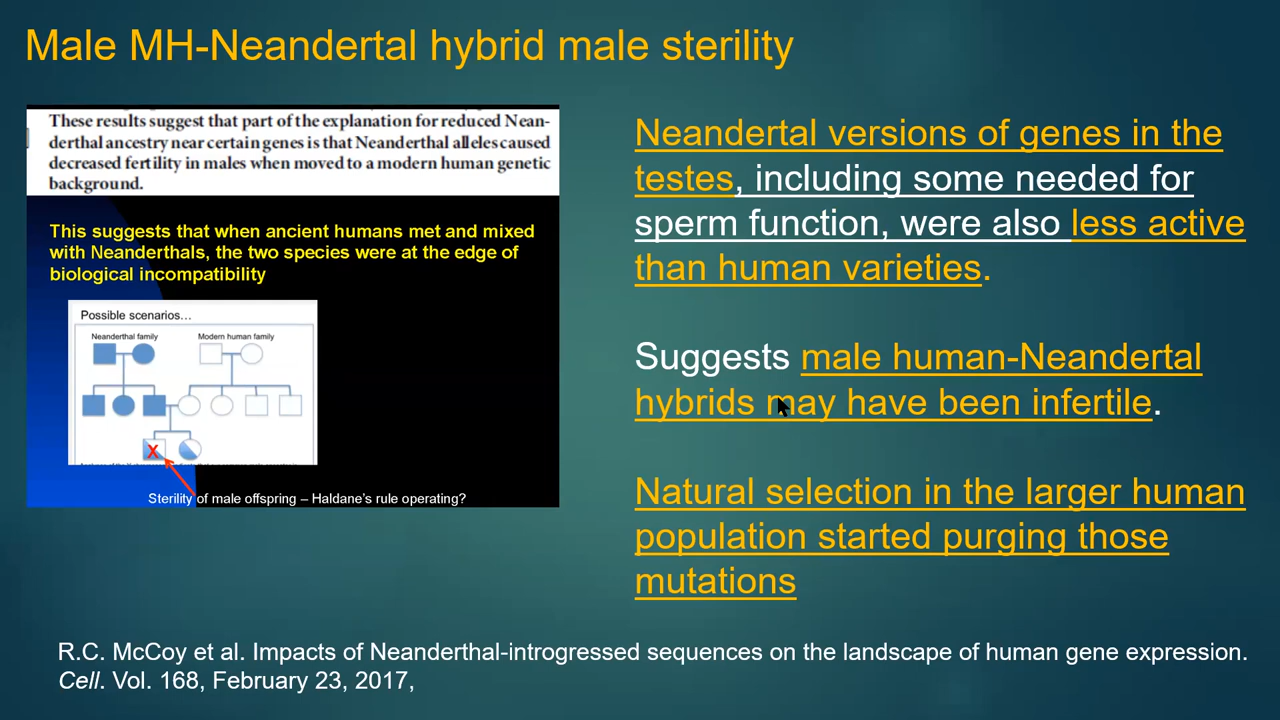 Male MH-Neandertal hybrid male sterility
These results suggest that part of the explanation for reduced Nean-
derthal ancestry near certain genes is that Neanderthal alleles caused
decreased fertility in males when moved to a modern human genetic
background.
This suggests that when ancient humans met and mixed
with Neanderthals, the two species were at the edge of
biological incompatibility
Possible scenarios…
Neanderthal family
Modern human family
X
Sterility of male offspring – Haldane's rule operating?
Neandertal versions of genes in the
testes, including some needed for
sperm function, were also less active
than human varieties.
Suggests male human-Neandertal
hybrids may have been infertile.
Natural selection in the larger human
population started purging those
mutations
R.C. McCoy et al. Impacts of Neanderthal-introgressed sequences on the landscape of human gene expression.
Cell. Vol. 168, February 23, 2017,